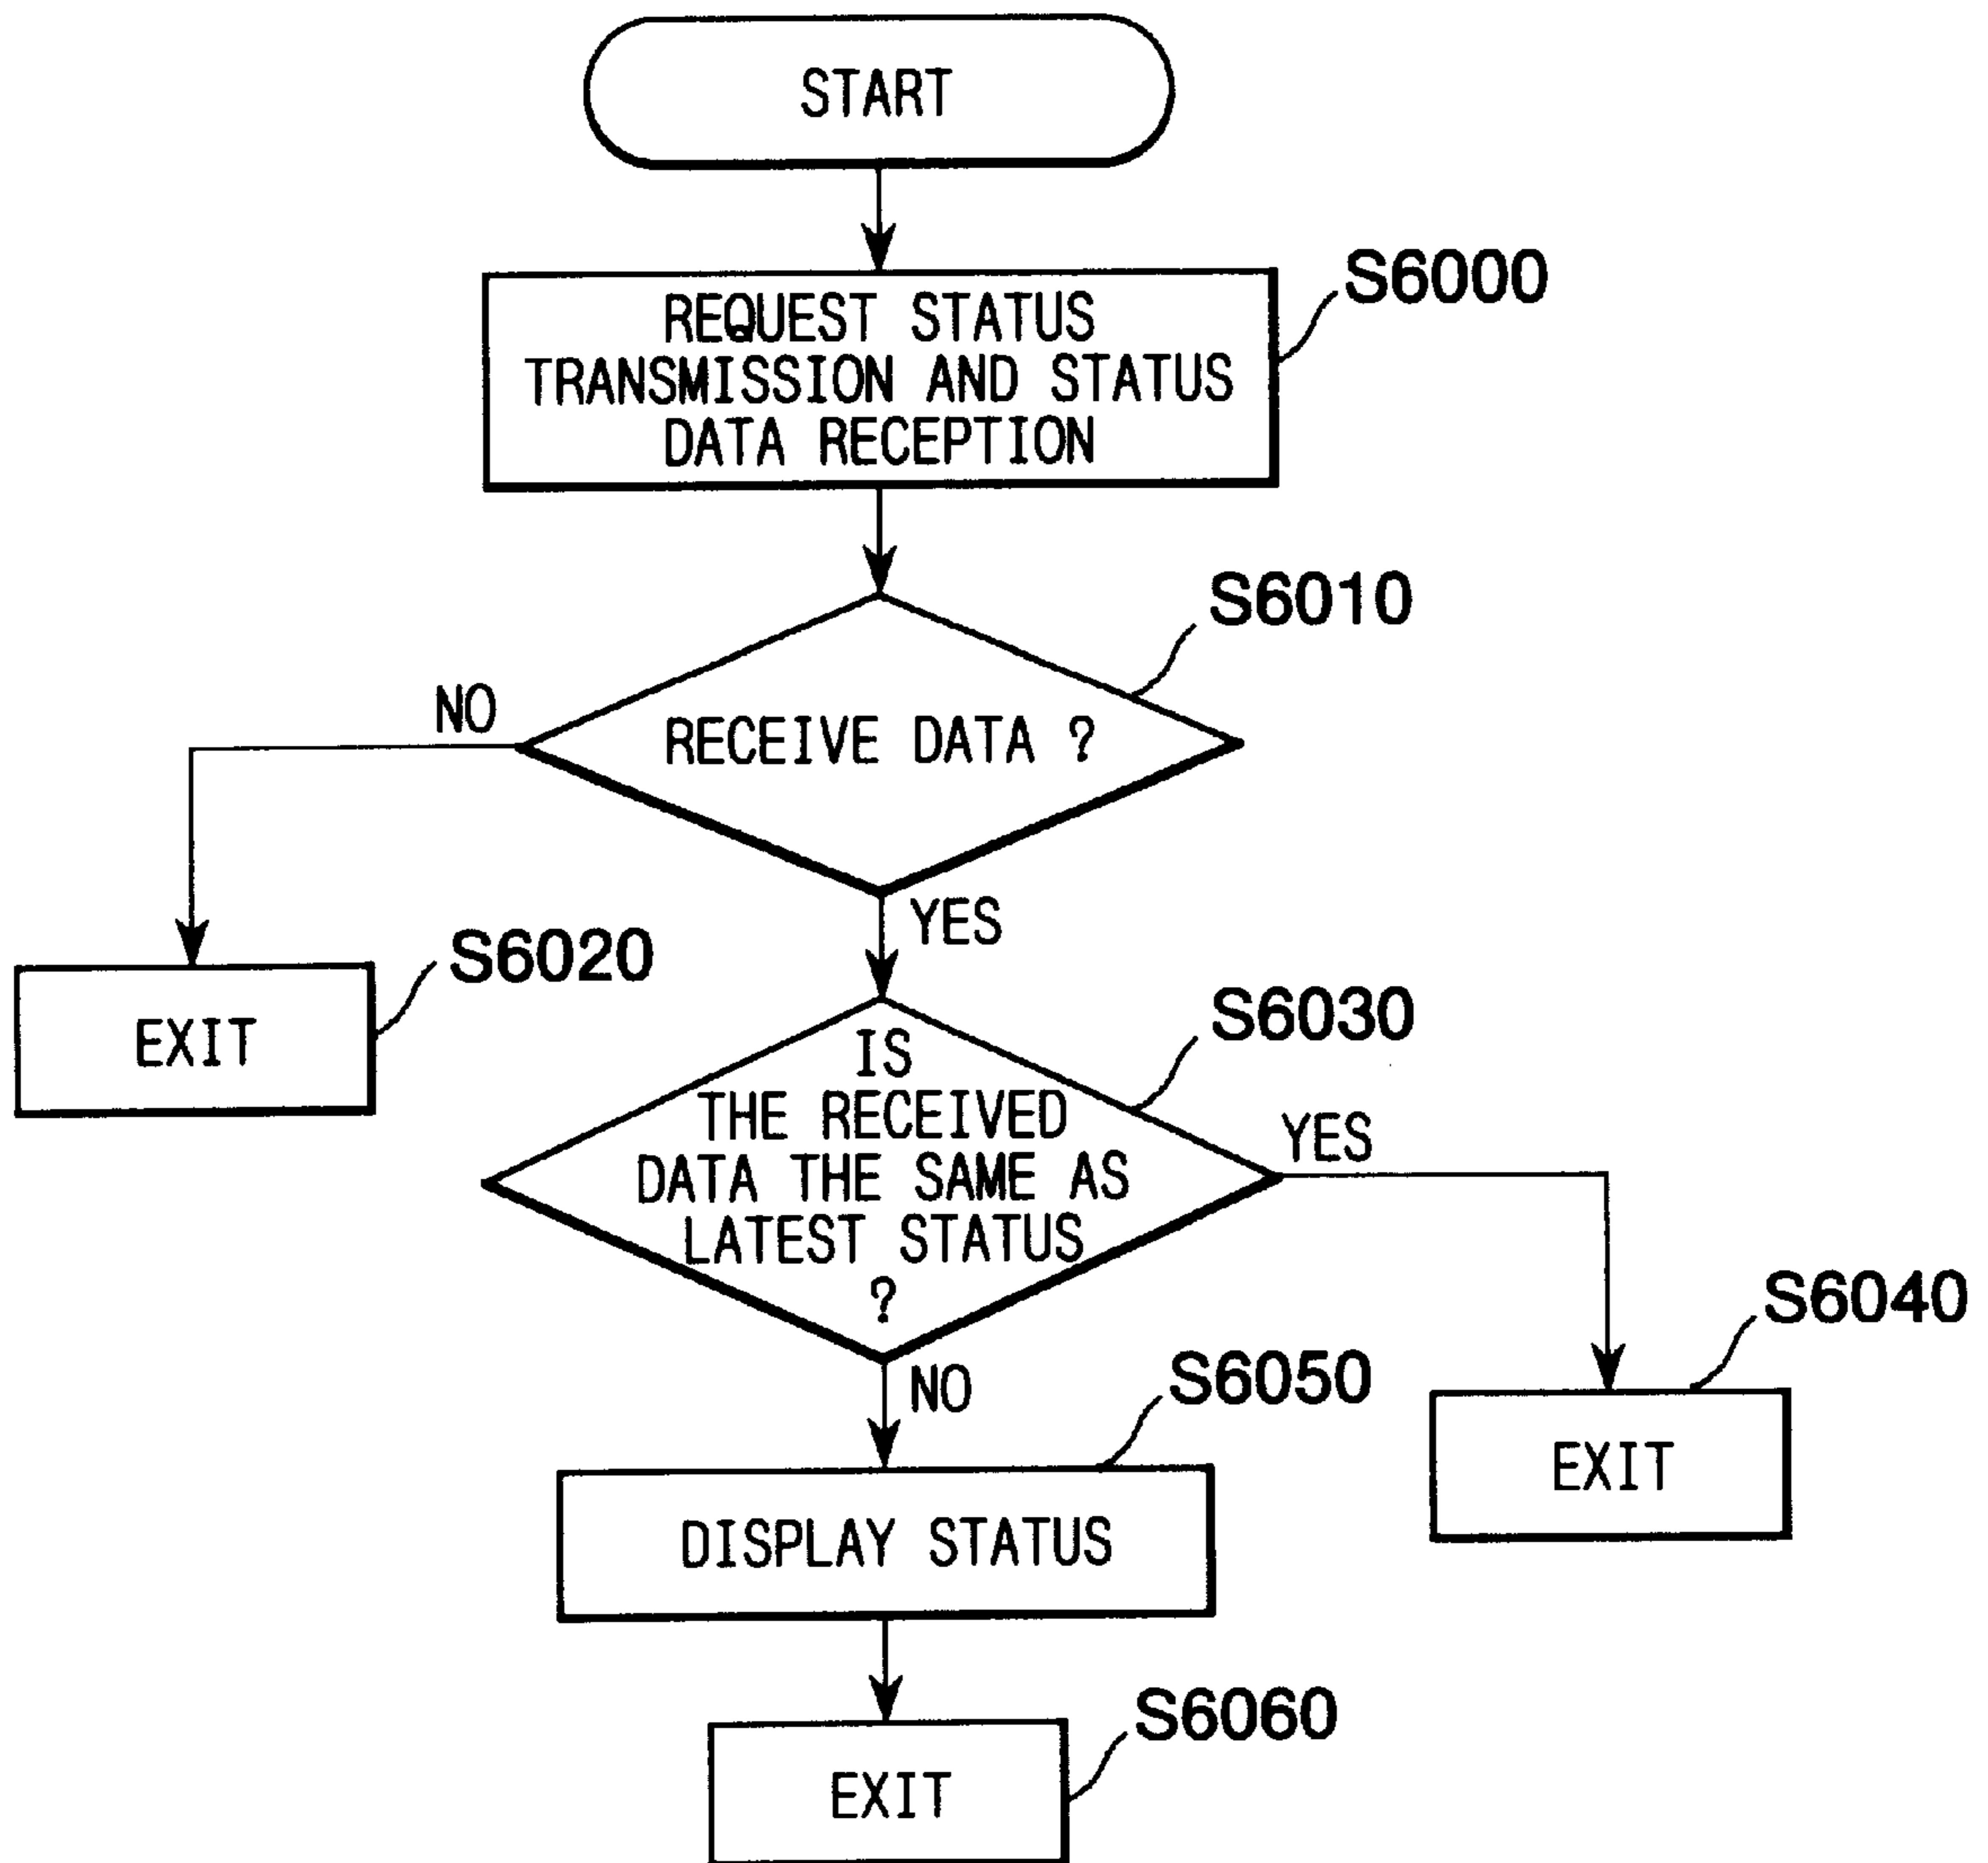 START
S6000
REQUEST STATUS
TRANSMISSION AND STATUS
DATA RECEPTION
S6010
NO
RECEIVE DATA ?
YES
S6020
EXIT
S6030
IS
THE RECEIVED
DATA THE SAME AS
LATEST STATUS
?
YES
S6040
EXIT
NO
S6050
DISPLAY STATUS
S6060
EXIT